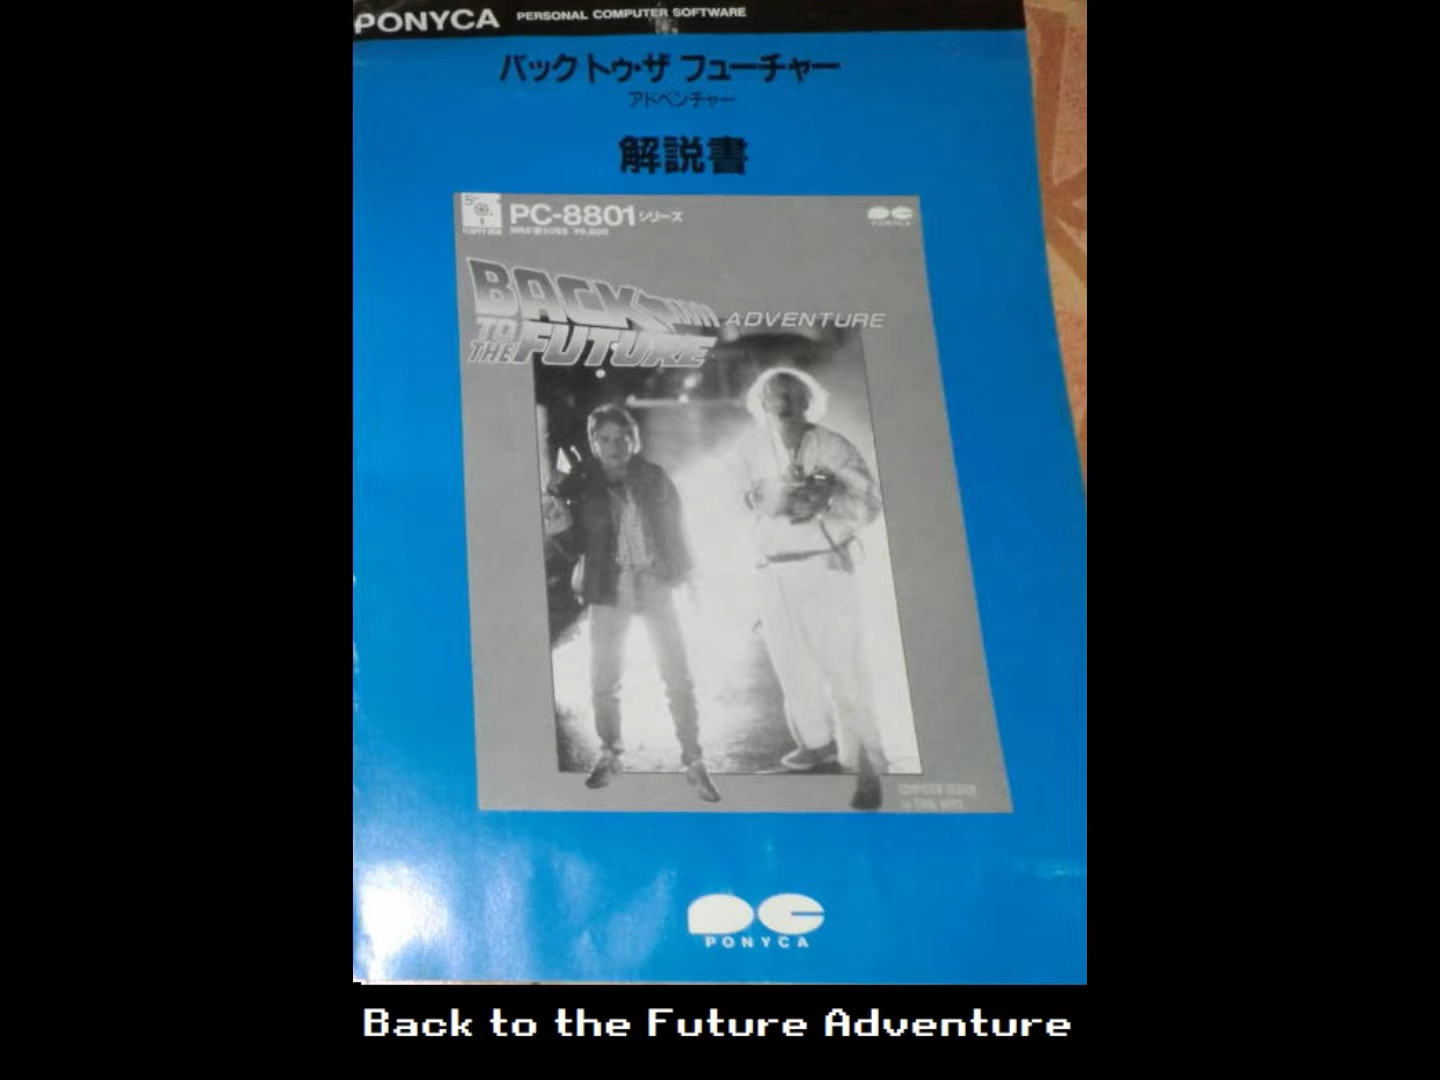 PONYCA PERSONAL COMPUTER SOFTWARE
バック トゥ・ザ フューチャー
アドベンチャー
解説書
5"
PC-8801シリーズ
PONYCA
BACK
TO
THE FUTURE
ADVENTURE
PONYCA
Back to the Future Adventure